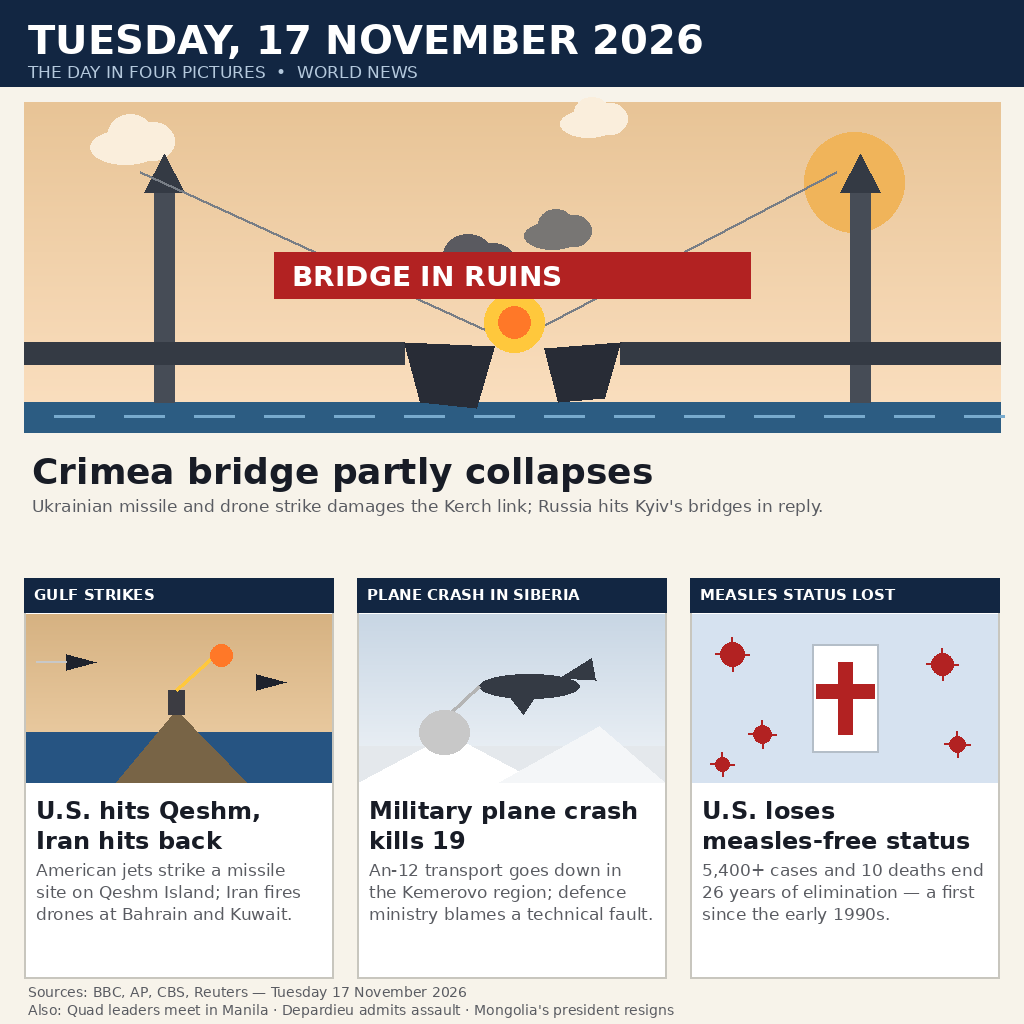 TUESDAY, 17 NOVEMBER 2026
THE DAY IN FOUR PICTURES • WORLD NEWS
BRIDGE IN RUINS
Crimea bridge partly collapses
Ukrainian missile and drone strike damages the Kerch link; Russia hits Kyiv's bridges in reply.
GULF STRIKES
U.S. hits Qeshm,
Iran hits back
American jets strike a missile
site on Qeshm Island; Iran fires
drones at Bahrain and Kuwait.
PLANE CRASH IN SIBERIA
Military plane crash
kills 19
An-12 transport goes down in
the Kemerovo region; defence
ministry blames a technical fault.
MEASLES STATUS LOST
U.S. loses
measles-free status
5,400+ cases and 10 deaths end
26 years of elimination — a first
since the early 1990s.
Sources: BBC, AP, CBS, Reuters — Tuesday 17 November 2026
Also: Quad leaders meet in Manila · Depardieu admits assault · Mongolia's president resigns